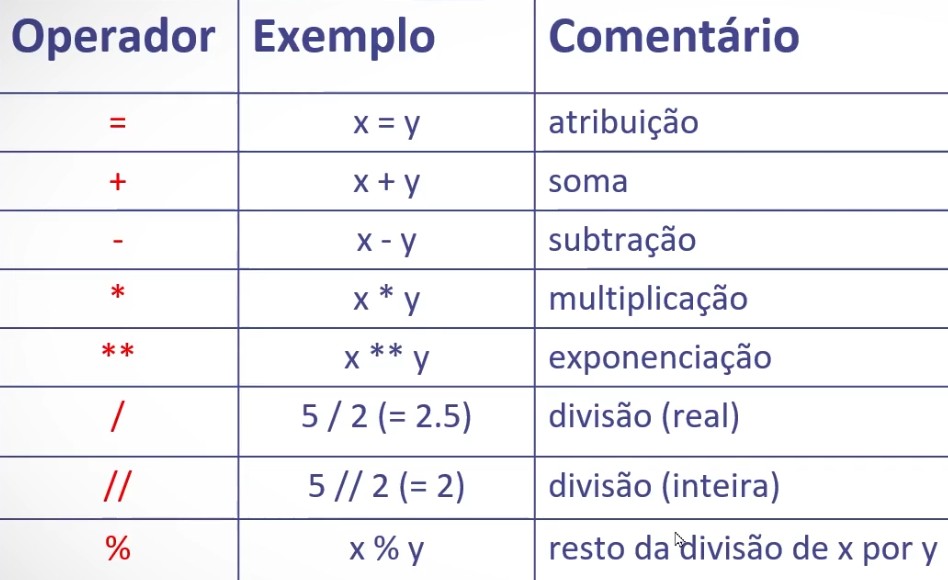 Operador Exemplo Comentário
= x = y atribuição
+ x + y soma
- x - y subtração
* x * y multiplicação
** x ** y exponenciação
/ 5 / 2 (= 2.5) divisão (real)
// 5 // 2 (= 2) divisão (inteira)
% x % y resto da divisão de x por y